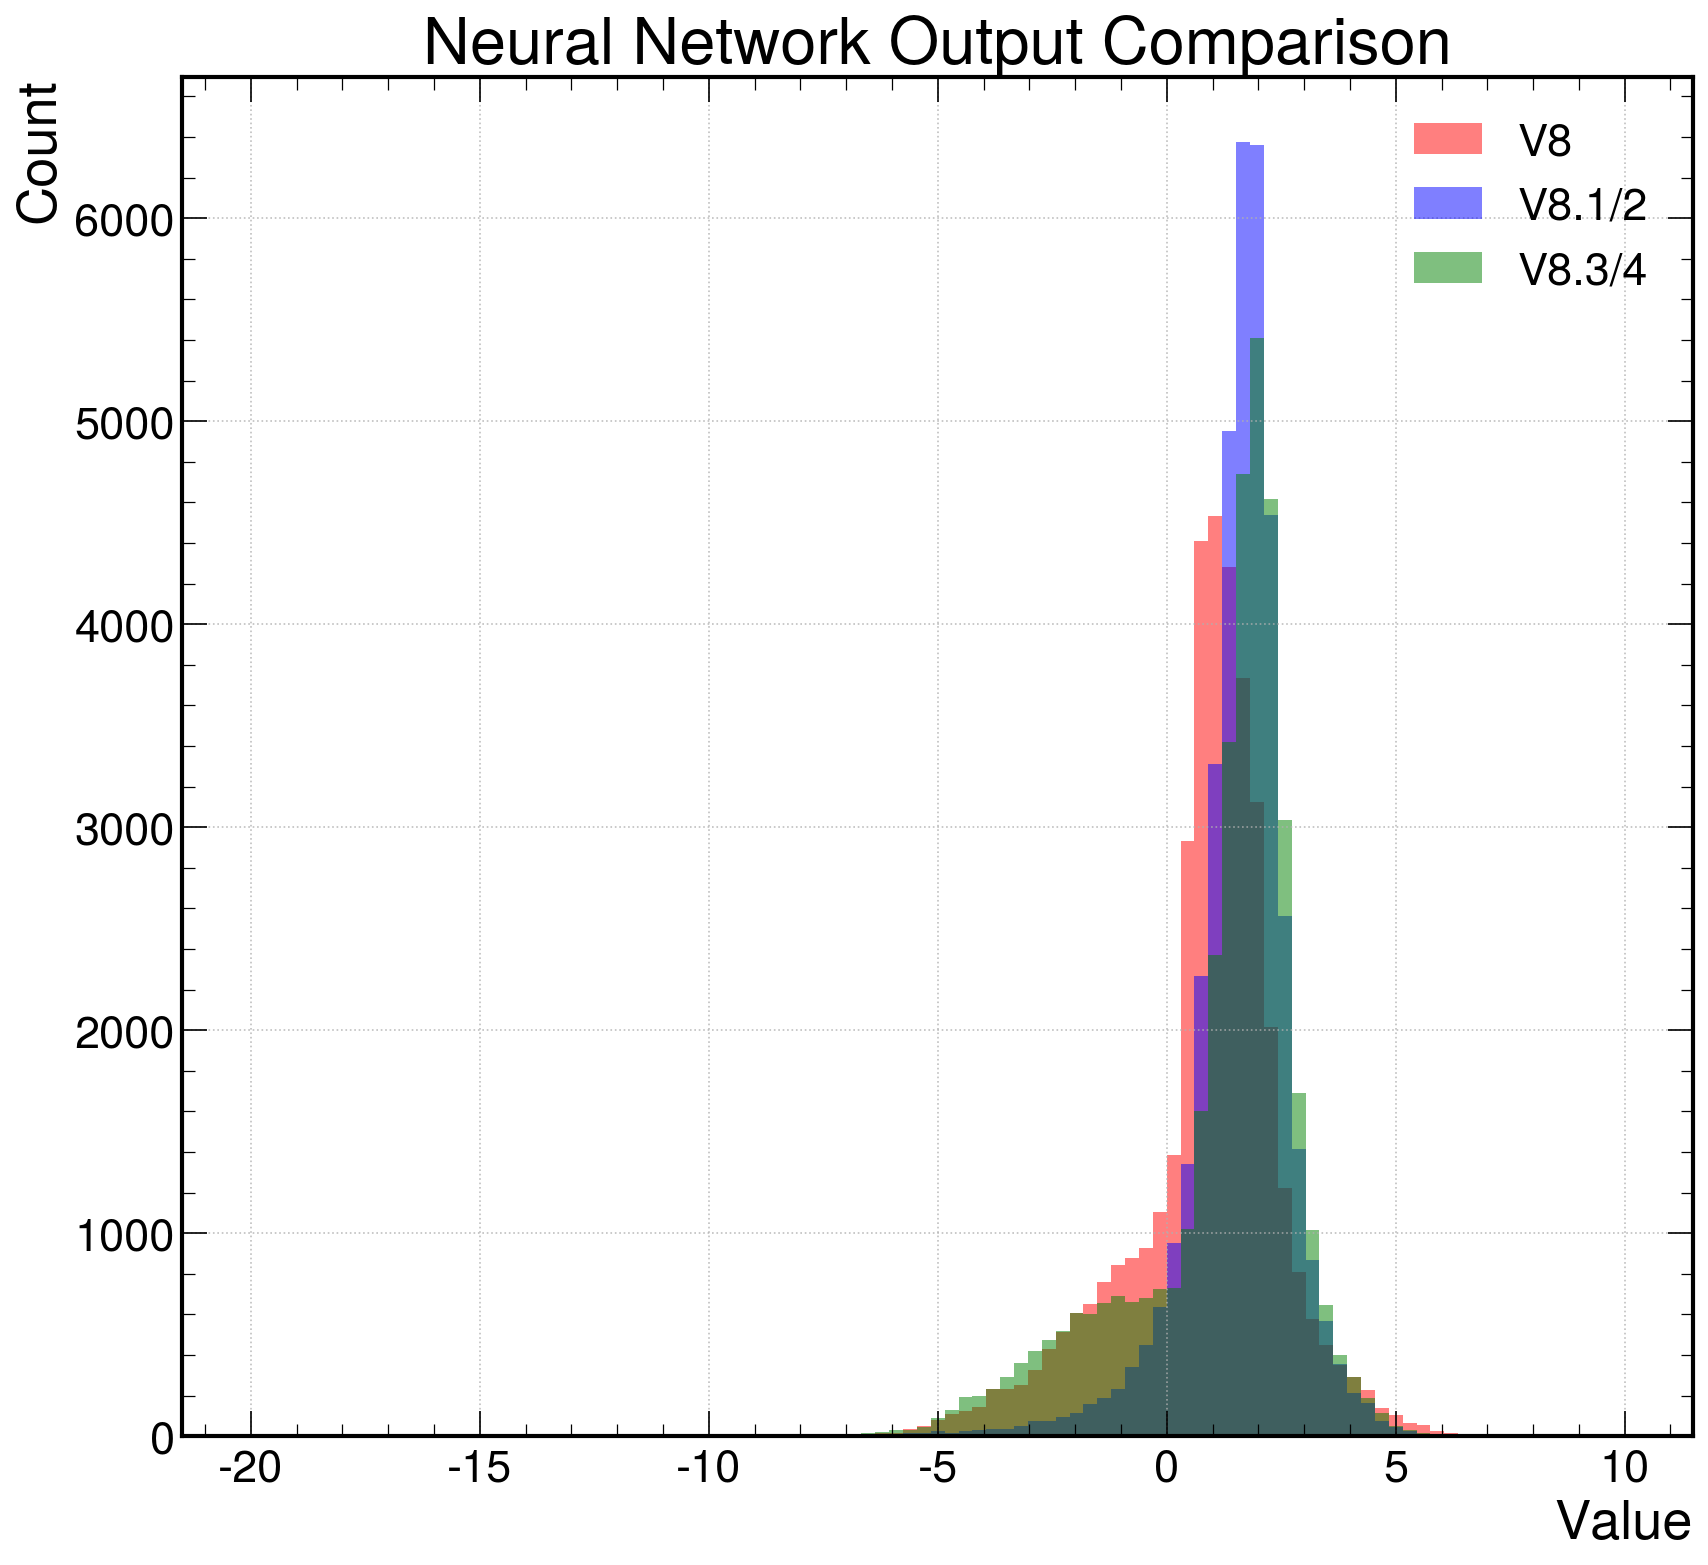 Neural Network Output Comparison
Count
V8
V8.1/2
V8.3/4
6000
5000
4000
3000
2000
1000
0
-20 -15 -10 -5 0 5 10
Value